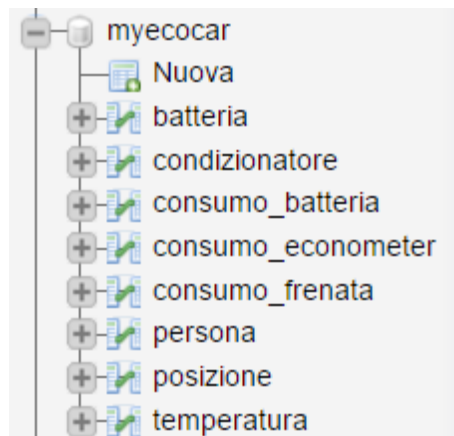 myecocar
Nuova
batteria
condizionatore
consumo_batteria
consumo_econometer
consumo_frenata
persona
posizione
temperatura